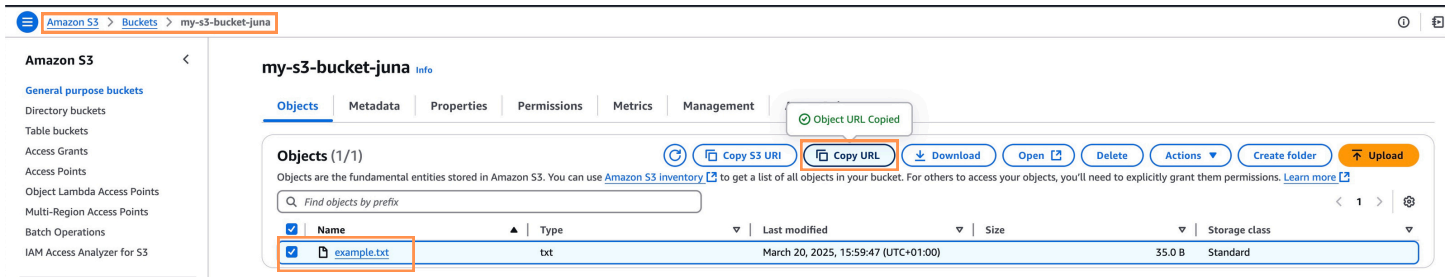 Amazon S3 > Buckets > my-s3-bucket-juna
Amazon S3
General purpose buckets
Directory buckets
Table buckets
Access Grants
Access Points
Object Lambda Access Points
Multi-Region Access Points
Batch Operations
IAM Access Analyzer for S3
my-s3-bucket-juna Info
Objects Metadata Properties Permissions Metrics Management
Object URL Copied
Objects (1/1)
Copy S3 URI Copy URL Download Open Delete Actions Create folder Upload
Objects are the fundamental entities stored in Amazon S3. You can use Amazon S3 inventory to get a list of all objects in your bucket. For others to access your objects, you'll need to explicitly grant them permissions. Learn more
Find objects by prefix
< 1 >
Name Type Last modified Size Storage class
example.txt txt March 20, 2025, 15:59:47 (UTC+01:00) 35.0 B Standard